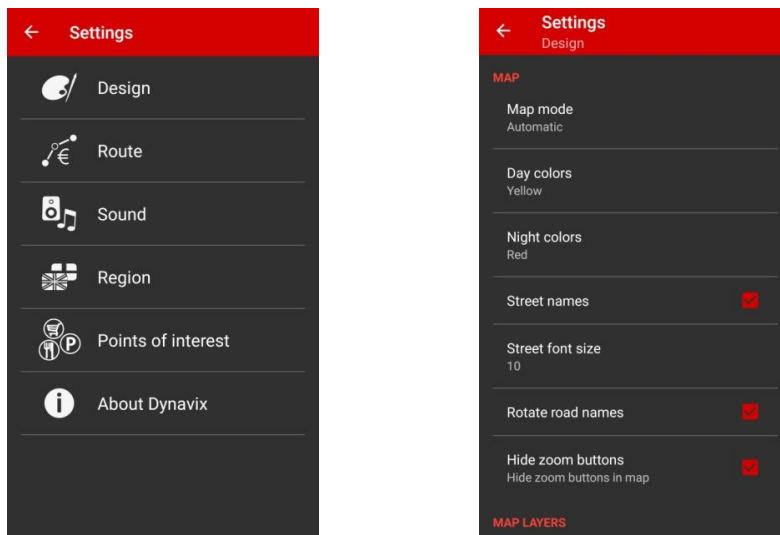 Settings
Design
Route
Sound
Region
P
Points of interest
i
About Dynavix
Settings
Design
MAP
Map mode
Automatic
Day colors
Yellow
Night colors
Red
Street names
Street font size
10
Rotate road names
Hide zoom buttons
Hide zoom buttons in map
MAP LAYERS